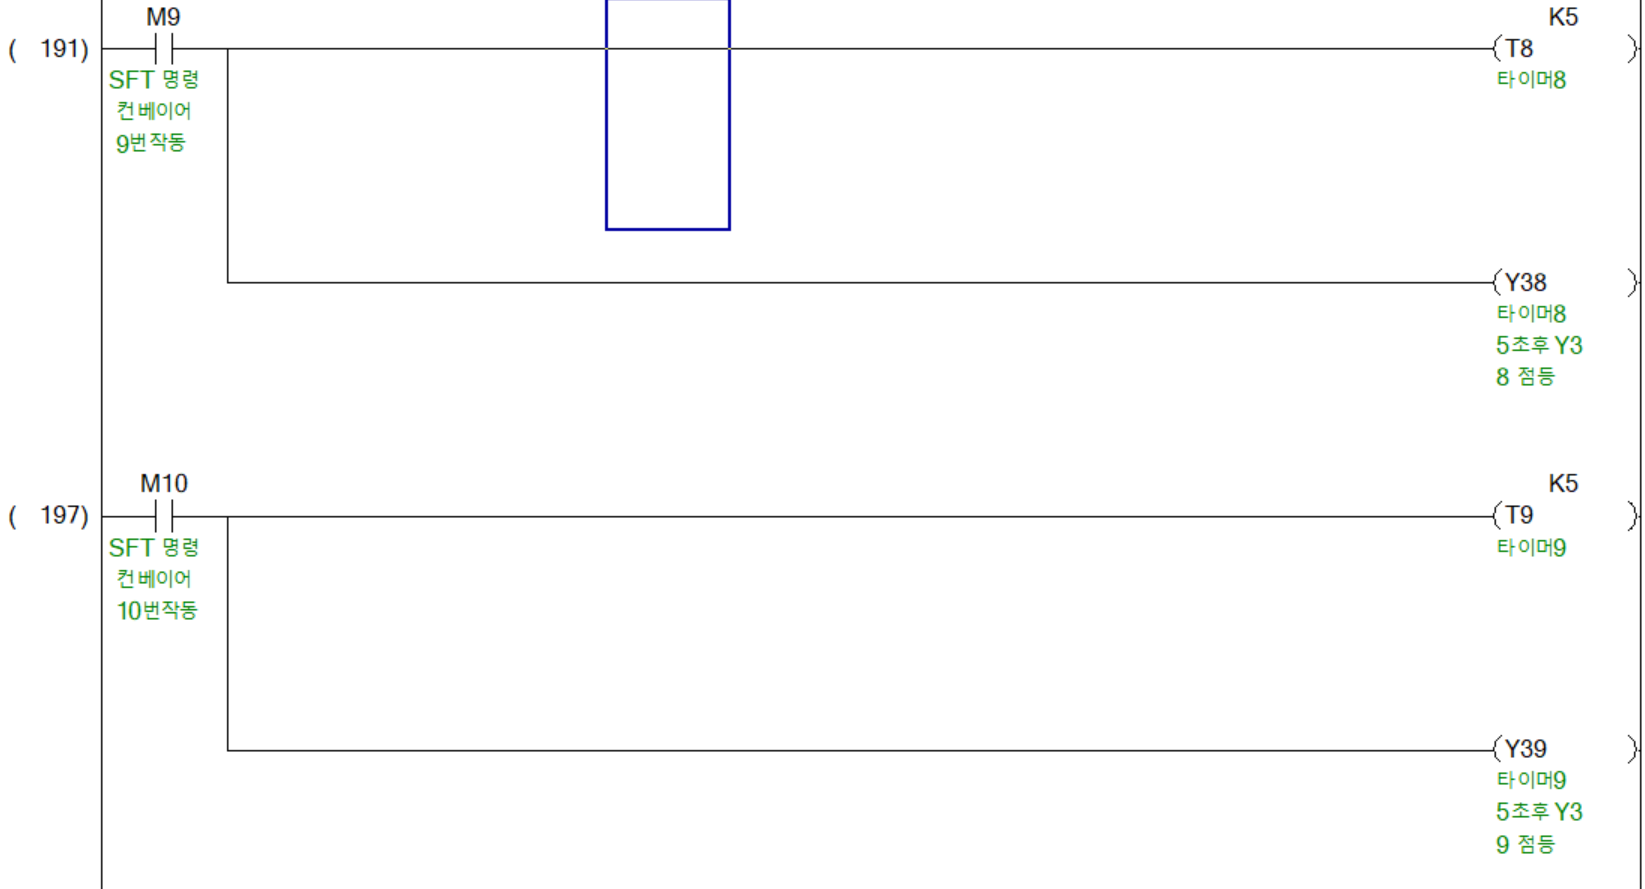 M9
K5
( 191)
T8
SFT 명령
컨베이어
9번작동
타이머8
Y38
타이머8
5초후 Y3
8 점등
M10
K5
( 197)
T9
SFT 명령
컨베이어
10번작동
타이머9
Y39
타이머9
5초후 Y3
9 점등